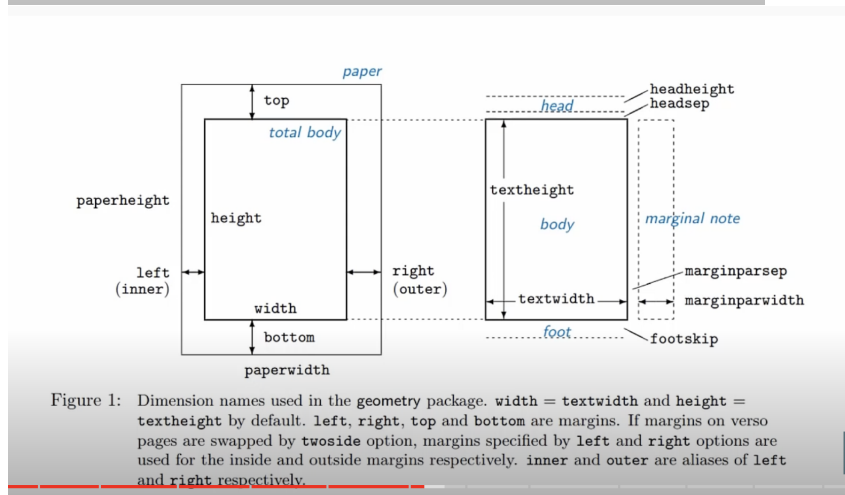 paper
top
total body
paperheight
height
left
(inner)
right
(outer)
width
bottom
paperwidth
headheight
head
headsep
textheight
body
marginal note
marginparsep
textwidth
marginparwidth
foot
footskip
Figure 1: Dimension names used in the geometry package. width = textwidth and height =
textheight by default. left, right, top and bottom are margins. If margins on verso
pages are swapped by twoside option, margins specified by left and right options are
used for the inside and outside margins respectively. inner and outer are aliases of left
and right respectively.